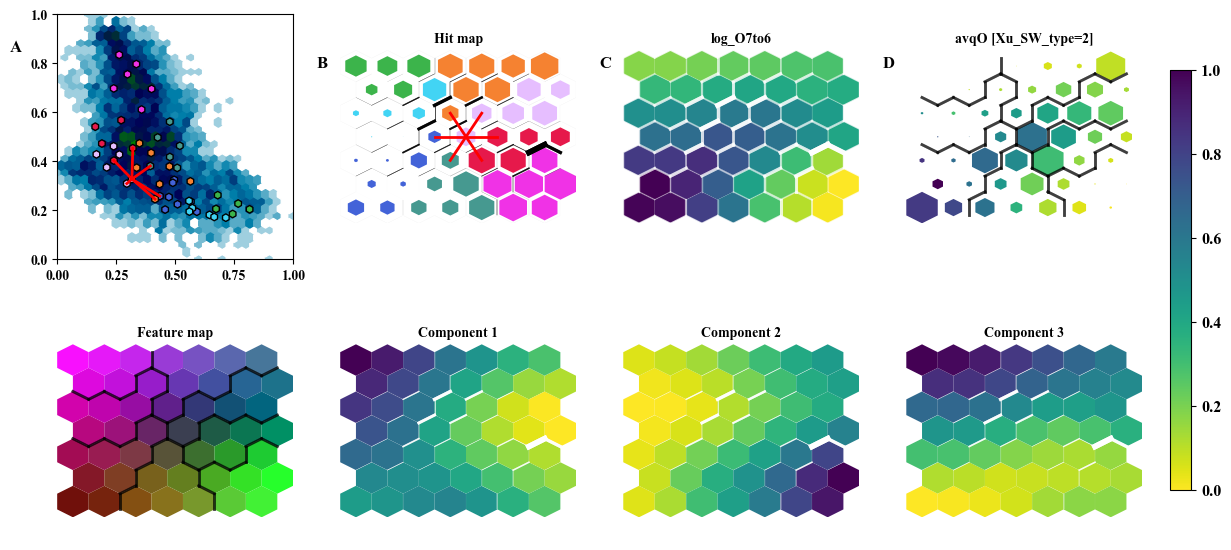 A
1.0
0.8
0.6
0.4
0.2
0.0
0.00 0.25 0.50 0.75 1.00
B
Hit map
C
log_O7to6
D
avqO [Xu_SW_type=2]
1.0
0.8
0.6
0.4
0.2
0.0
Feature map
Component 1
Component 2
Component 3